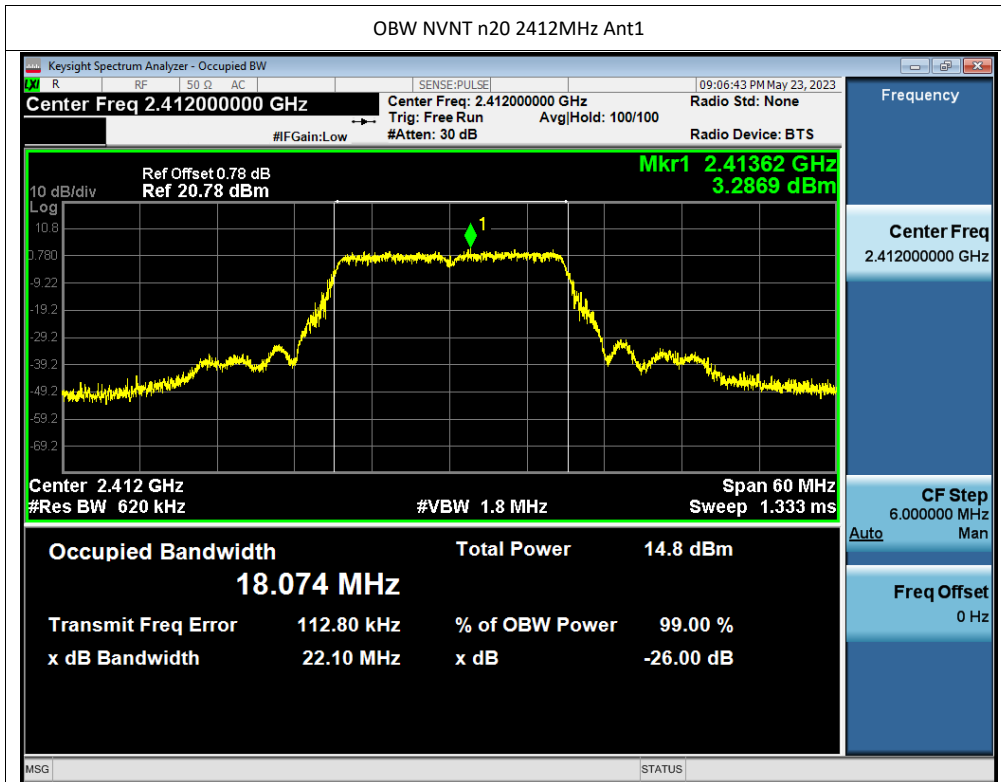 OBW NVNT n20 2412MHz Ant1
Keysight Spectrum Analyzer - Occupied BW
LXI R RF 50 Ω AC SENSE:PULSE 09:06:43 PM May 23, 2023
Center Freq 2.412000000 GHz Center Freq: 2.412000000 GHz Radio Std: None
Trig: Free Run Avg|Hold: 100/100
#IFGain:Low #Atten: 30 dB Radio Device: BTS
Frequency
Mkr1 2.41362 GHz
3.2869 dBm
Ref Offset 0.78 dB
10 dB/div Ref 20.78 dBm
Log
10.8
1
0.780
-9.22
-19.2
-29.2
-39.2
-49.2
-59.2
-69.2
Center 2.412 GHz Span 60 MHz
#Res BW 620 kHz #VBW 1.8 MHz Sweep 1.333 ms
Center Freq
2.412000000 GHz
CF Step
6.000000 MHz
Auto Man
Freq Offset
0 Hz
Occupied Bandwidth Total Power 14.8 dBm
18.074 MHz
Transmit Freq Error 112.80 kHz % of OBW Power 99.00 %
x dB Bandwidth 22.10 MHz x dB -26.00 dB
MSG STATUS